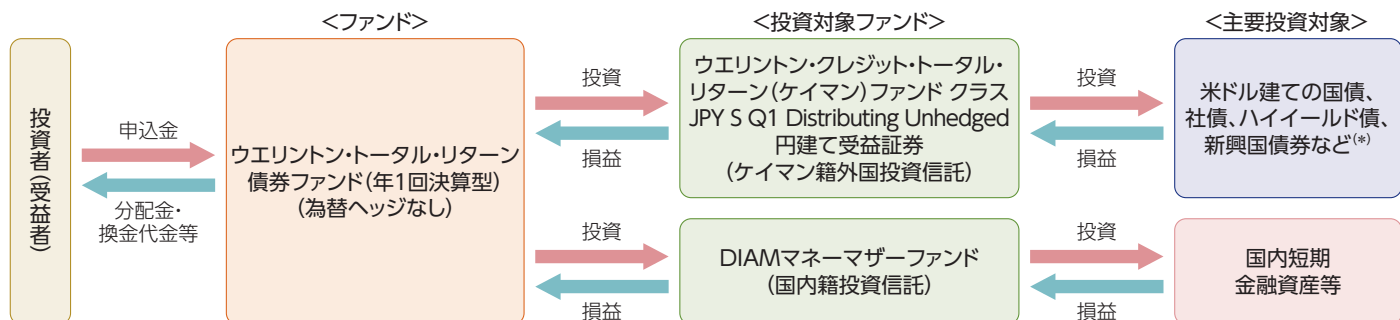 <ファンド>
<投資対象ファンド>
<主要投資対象>
投資者(受益者)
申込金
分配金・
換金代金等
ウエリントン・トータル・リターン
債券ファンド(年1回決算型)
(為替ヘッジなし)
投資
損益
ウエリントン・クレジット・トータル・
リターン(ケイマン)ファンド クラス
JPY S Q1 Distributing Unhedged
円建て受益証券
(ケイマン籍外国投資信託)
投資
損益
米ドル建ての国債、
社債、ハイイールド債、
新興国債券など(*)
投資
損益
DIAMマネーマザーファンド
(国内籍投資信託)
投資
損益
国内短期
金融資産等